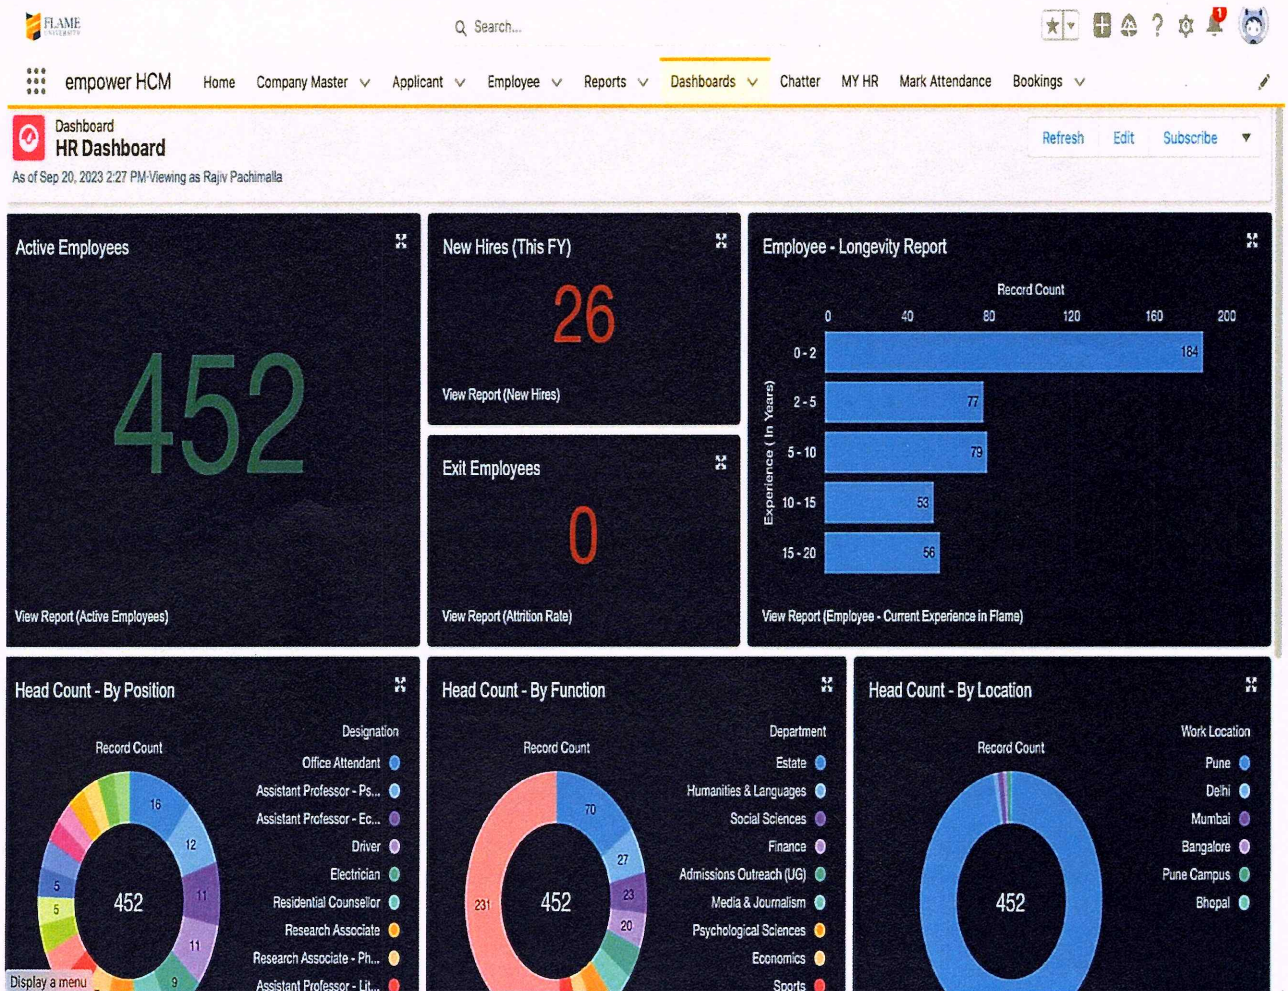 FLAME
UNIVERSITY
Search...
1
empower HCM
Home
Company Master
Applicant
Employee
Reports
Dashboards
Chatter
MY HR
Mark Attendance
Bookings
Dashboard
HR Dashboard
As of Sep 20, 2023 2:27 PM·Viewing as Rajiv Pachimalla
Refresh
Edit
Subscribe
Active Employees
452
View Report (Active Employees)
New Hires (This FY)
26
View Report (New Hires)
Exit Employees
0
View Report (Attrition Rate)
Employee - Longevity Report
Record Count
0 40 80 120 160 200
Experience ( In Years)
0 - 2 184
2 - 5 77
5 - 10 79
10 - 15 53
15 - 20 56
View Report (Employee - Current Experience in Flame)
Head Count - By Position
Record Count
16
12
11
11
9
5
5
452
Designation
Office Attendant
Assistant Professor - Ps...
Assistant Professor - Ec...
Driver
Electrician
Residential Counsellor
Research Associate
Research Associate - Ph...
Assistant Professor - Lit...
Display a menu
Head Count - By Function
Record Count
70
27
23
20
231
452
Department
Estate
Humanities & Languages
Social Sciences
Finance
Admissions Outreach (UG)
Media & Journalism
Psychological Sciences
Economics
Sports
Head Count - By Location
Record Count
452
Work Location
Pune
Delhi
Mumbai
Bangalore
Pune Campus
Bhopal